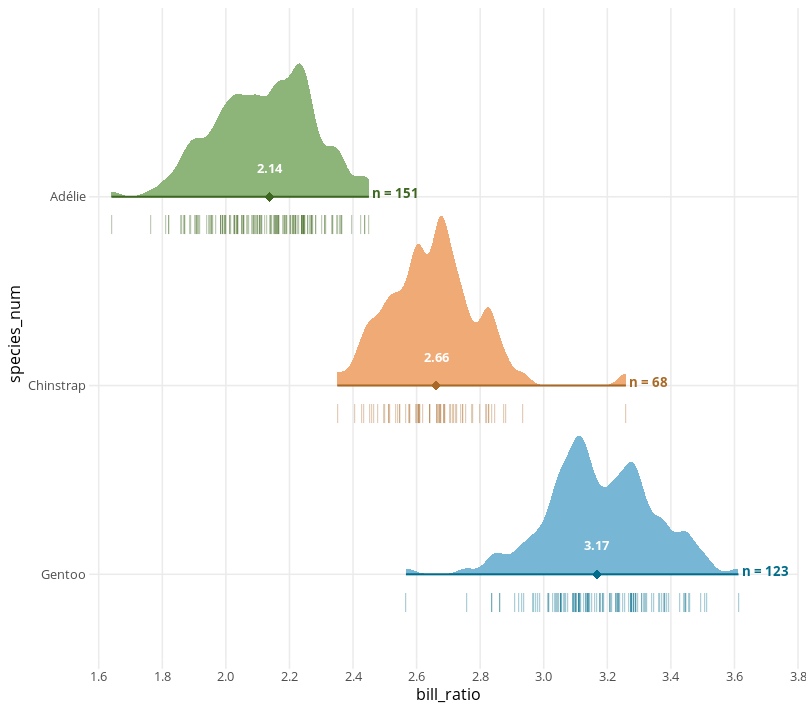 2.14
Adélie
n = 151
2.66
Chinstrap
n = 68
3.17
Gentoo
n = 123
species_num
1.6 1.8 2.0 2.2 2.4 2.6 2.8 3.0 3.2 3.4 3.6 3.8
bill_ratio